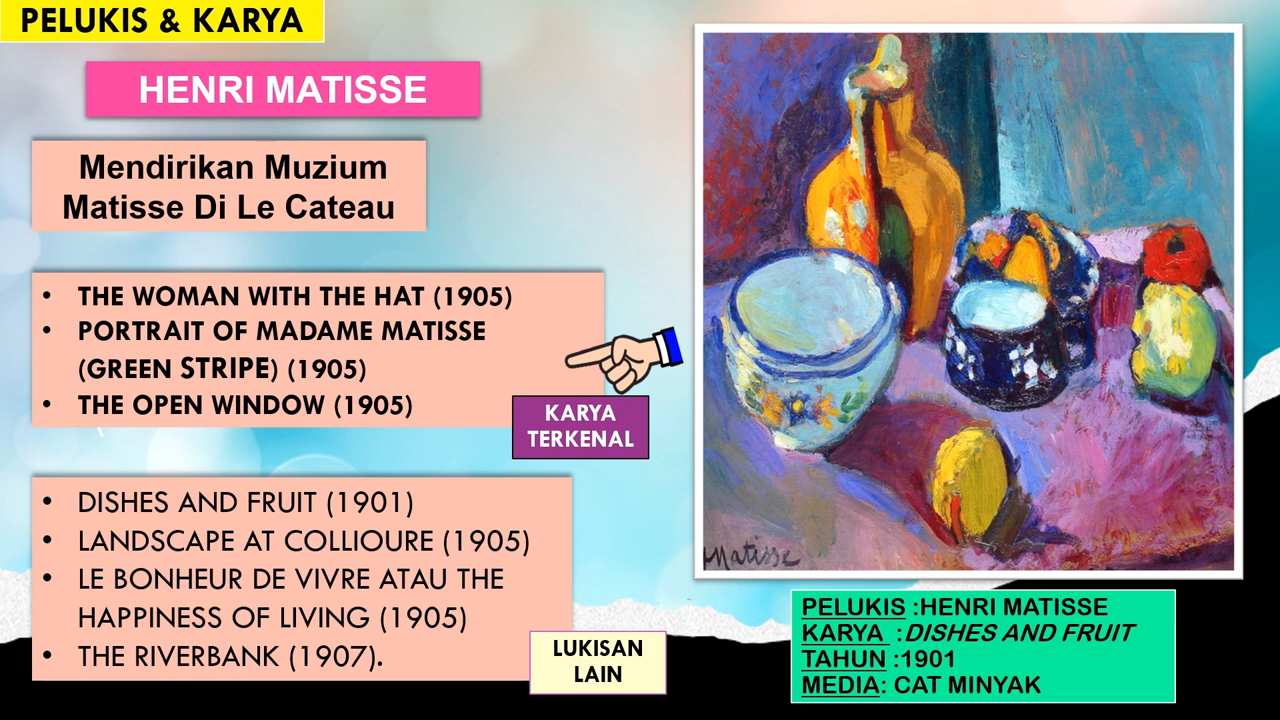 PELUKIS & KARYA
HENRI MATISSE
Mendirikan Muzium
Matisse Di Le Cateau
• THE WOMAN WITH THE HAT (1905)
• PORTRAIT OF MADAME MATISSE
(GREEN STRIPE) (1905)
• THE OPEN WINDOW (1905)
KARYA
TERKENAL
• DISHES AND FRUIT (1901)
• LANDSCAPE AT COLLIOURE (1905)
• LE BONHEUR DE VIVRE ATAU THE
HAPPINESS OF LIVING (1905)
• THE RIVERBANK (1907).
LUKISAN
LAIN
Matisse
PELUKIS :HENRI MATISSE
KARYA :DISHES AND FRUIT
TAHUN :1901
MEDIA: CAT MINYAK